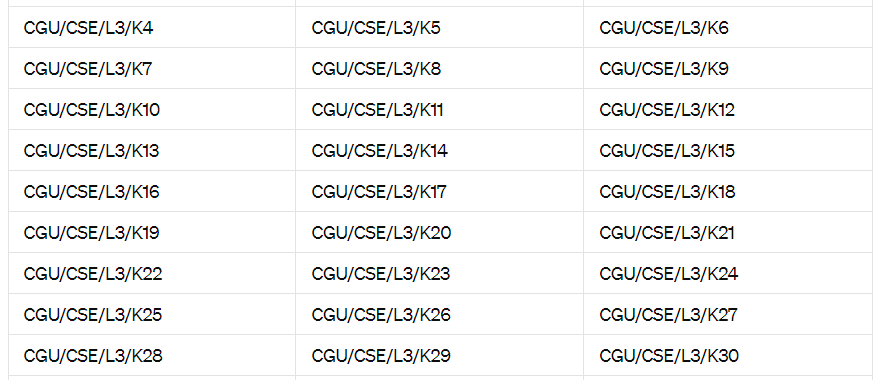 CGU/CSE/L3/K4 CGU/CSE/L3/K5 CGU/CSE/L3/K6
CGU/CSE/L3/K7 CGU/CSE/L3/K8 CGU/CSE/L3/K9
CGU/CSE/L3/K10 CGU/CSE/L3/K11 CGU/CSE/L3/K12
CGU/CSE/L3/K13 CGU/CSE/L3/K14 CGU/CSE/L3/K15
CGU/CSE/L3/K16 CGU/CSE/L3/K17 CGU/CSE/L3/K18
CGU/CSE/L3/K19 CGU/CSE/L3/K20 CGU/CSE/L3/K21
CGU/CSE/L3/K22 CGU/CSE/L3/K23 CGU/CSE/L3/K24
CGU/CSE/L3/K25 CGU/CSE/L3/K26 CGU/CSE/L3/K27
CGU/CSE/L3/K28 CGU/CSE/L3/K29 CGU/CSE/L3/K30